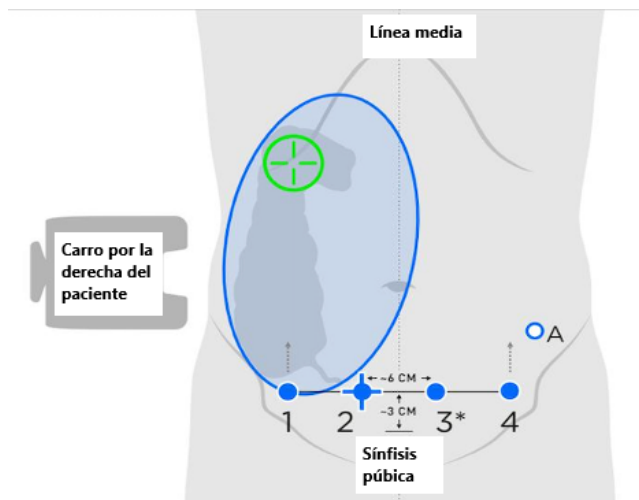 Línea media
Carro por la
derecha del
paciente
A
~6 CM
~3 CM
1
2
3*
4
Sínfisis
púbica